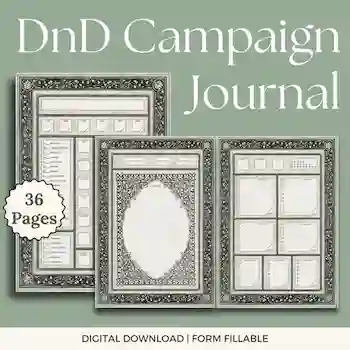 DnD Campaign
Journal
36
Pages
DIGITAL DOWNLOAD | FORM FILLABLE